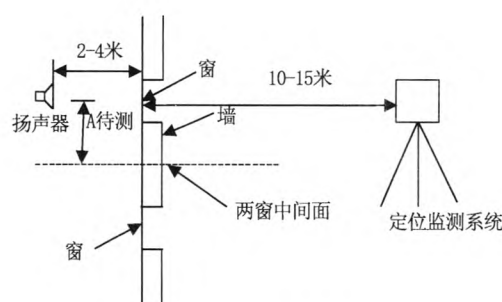 2-4米
窗
10-15米
扬声器
A待测
墙
两窗中间面
定位监测系统
窗